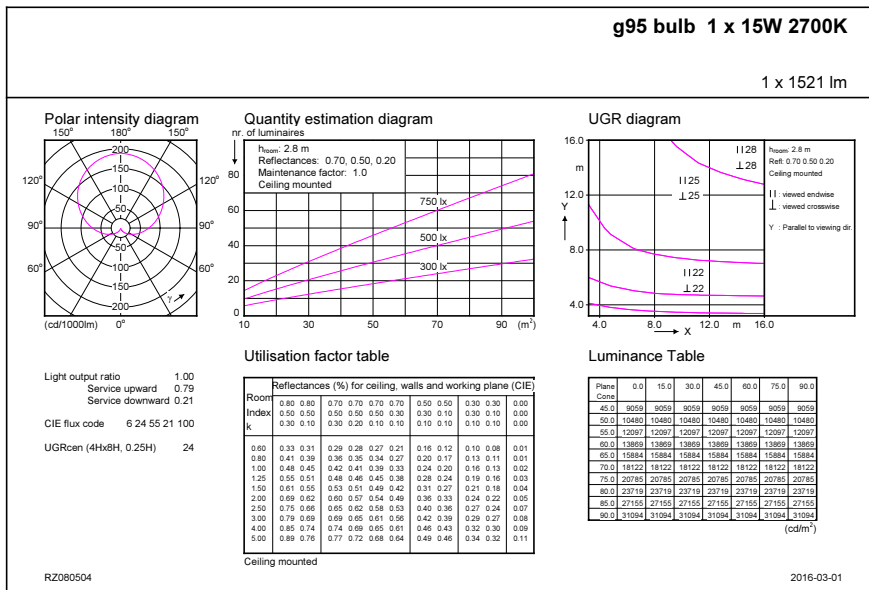 g95 bulb 1 x 15W 2700K
1 x 1521 lm
Polar intensity diagram
150° 180° 150°
120° 120°
90° 90°
60° 60°
200
150
100
50
50
100
150
200
γ
(cd/1000lm) 0°
Quantity estimation diagram
nr. of luminaires
hroom: 2.8 m
Reflectances: 0.70, 0.50, 0.20
Maintenance factor: 1.0
Ceiling mounted
80
60
40
20
0
750 lx
500 lx
300 lx
10 30 50 70 90 (m²)
UGR diagram
16.0
m
12.0
Y
8.0
4.0
||28
⊥28
||25
⊥25
||22
⊥22
4.0 8.0 12.0 m 16.0
X
hroom: 2.8 m
Refl: 0.70 0.50 0.20
Ceiling mounted
|| : viewed endwise
⊥ : viewed crosswise
Y : Parallel to viewing dir.
Light output ratio 1.00
Service upward 0.79
Service downward 0.21
CIE flux code 6 24 55 21 100
UGRcen (4Hx8H, 0.25H) 24
Utilisation factor table
Room Index k
Reflectances (%) for ceiling, walls and working plane (CIE)
0.80 0.80 0.70 0.70 0.70 0.70 0.50 0.50 0.30 0.30 0.00
0.50 0.50 0.50 0.50 0.50 0.30 0.30 0.10 0.30 0.10 0.00
0.30 0.10 0.30 0.20 0.10 0.10 0.10 0.10 0.10 0.10 0.00
0.60 0.33 0.31 0.29 0.28 0.27 0.21 0.16 0.12 0.10 0.08 0.01
0.80 0.41 0.39 0.36 0.35 0.34 0.27 0.20 0.17 0.13 0.11 0.01
1.00 0.48 0.45 0.42 0.41 0.39 0.33 0.24 0.20 0.16 0.13 0.02
1.25 0.55 0.51 0.48 0.46 0.45 0.38 0.28 0.24 0.19 0.16 0.03
1.50 0.61 0.55 0.53 0.51 0.49 0.42 0.31 0.27 0.21 0.18 0.04
2.00 0.69 0.62 0.60 0.57 0.54 0.49 0.36 0.33 0.24 0.22 0.05
2.50 0.75 0.66 0.65 0.62 0.58 0.53 0.40 0.36 0.27 0.24 0.07
3.00 0.79 0.69 0.69 0.65 0.61 0.56 0.42 0.39 0.29 0.27 0.08
4.00 0.85 0.74 0.74 0.69 0.65 0.61 0.46 0.43 0.32 0.30 0.09
5.00 0.89 0.76 0.77 0.72 0.68 0.64 0.49 0.46 0.34 0.32 0.11
Ceiling mounted
Luminance Table
Plane 0.0 15.0 30.0 45.0 60.0 75.0 90.0
Cone
45.0 9059 9059 9059 9059 9059 9059 9059
50.0 10480 10480 10480 10480 10480 10480 10480
55.0 12097 12097 12097 12097 12097 12097 12097
60.0 13869 13869 13869 13869 13869 13869 13869
65.0 15884 15884 15884 15884 15884 15884 15884
70.0 18122 18122 18122 18122 18122 18122 18122
75.0 20785 20785 20785 20785 20785 20785 20785
80.0 23719 23719 23719 23719 23719 23719 23719
85.0 27155 27155 27155 27155 27155 27155 27155
90.0 31094 31094 31094 31094 31094 31094 31094
(cd/m²)
RZ080504
2016-03-01